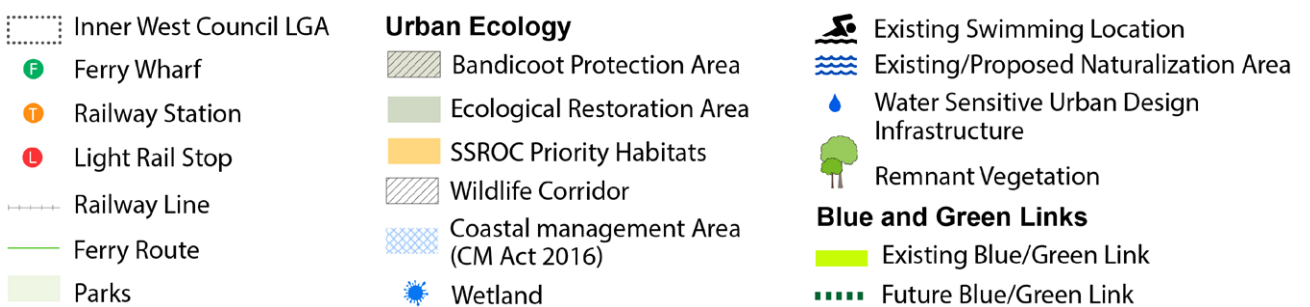 Inner West Council LGA
F Ferry Wharf
T Railway Station
L Light Rail Stop
Railway Line
Ferry Route
Parks
Urban Ecology
Bandicoot Protection Area
Ecological Restoration Area
SSROC Priority Habitats
Wildlife Corridor
Coastal management Area
(CM Act 2016)
Wetland
Existing Swimming Location
Existing/Proposed Naturalization Area
Water Sensitive Urban Design
Infrastructure
Remnant Vegetation
Blue and Green Links
Existing Blue/Green Link
Future Blue/Green Link